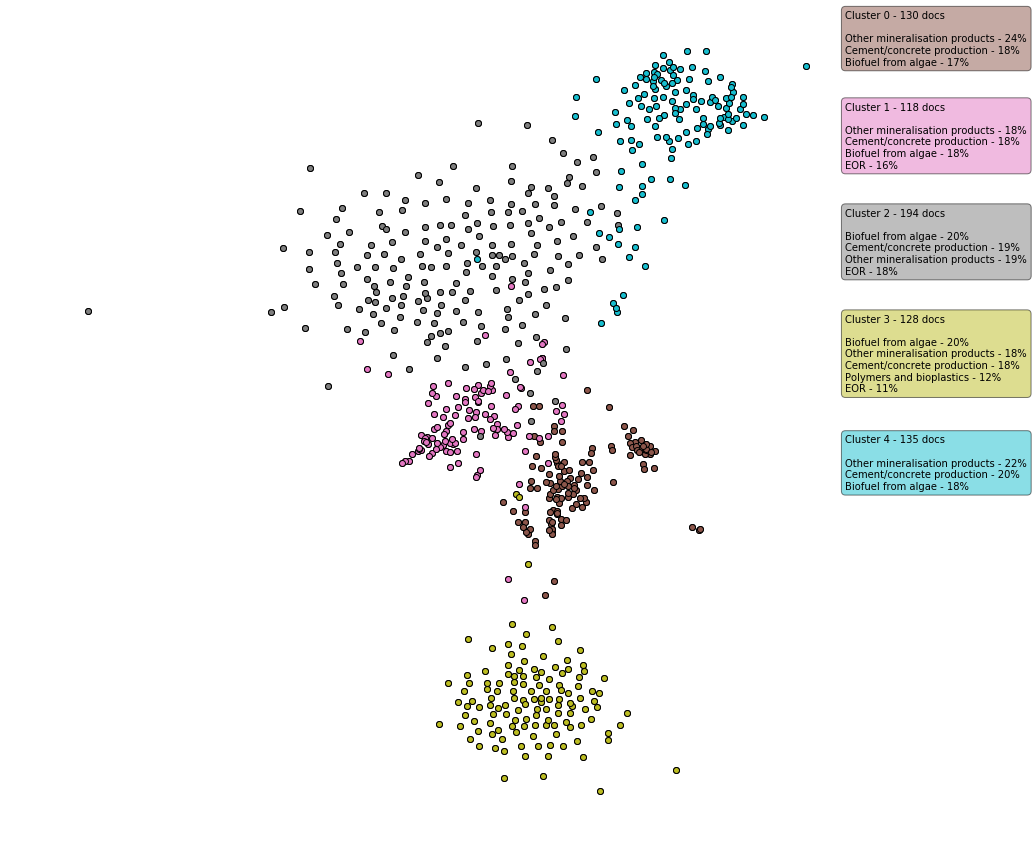 Cluster 0 - 130 docs
Other mineralisation products - 24%
Cement/concrete production - 18%
Biofuel from algae - 17%
Cluster 1 - 118 docs
Other mineralisation products - 18%
Cement/concrete production - 18%
Biofuel from algae - 18%
EOR - 16%
Cluster 2 - 194 docs
Biofuel from algae - 20%
Cement/concrete production - 19%
Other mineralisation products - 19%
EOR - 18%
Cluster 3 - 128 docs
Biofuel from algae - 20%
Other mineralisation products - 18%
Cement/concrete production - 18%
Polymers and bioplastics - 12%
EOR - 11%
Cluster 4 - 135 docs
Other mineralisation products - 22%
Cement/concrete production - 20%
Biofuel from algae - 18%